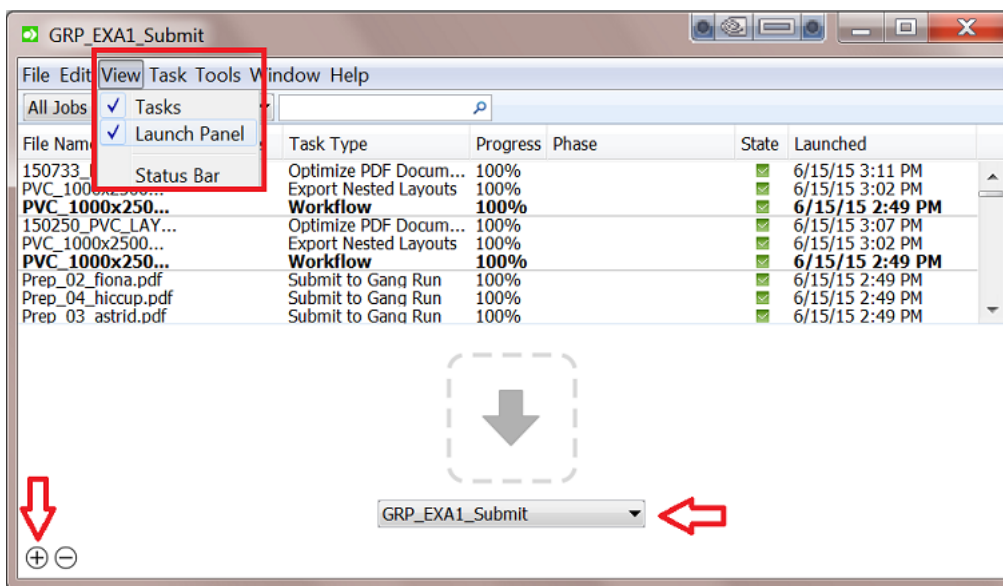 GRP_EXA1_Submit
File Edit View Task Tools Window Help
All Jobs
Tasks
Launch Panel
Status Bar
File Name Task Type Progress Phase State Launched
150733_ Optimize PDF Docum... 100% 6/15/15 3:11 PM
PVC_1000x2500... Export Nested Layouts 100% 6/15/15 3:02 PM
PVC_1000x250... Workflow 100% 6/15/15 2:49 PM
150250_PVC_LAY... Optimize PDF Docum... 100% 6/15/15 3:07 PM
PVC_1000x2500... Export Nested Layouts 100% 6/15/15 3:02 PM
PVC_1000x250... Workflow 100% 6/15/15 2:49 PM
Prep_02_fiona.pdf Submit to Gang Run 100% 6/15/15 2:49 PM
Prep_04_hiccup.pdf Submit to Gang Run 100% 6/15/15 2:49 PM
Prep_03_astrid.pdf Submit to Gang Run 100% 6/15/15 2:49 PM
GRP_EXA1_Submit